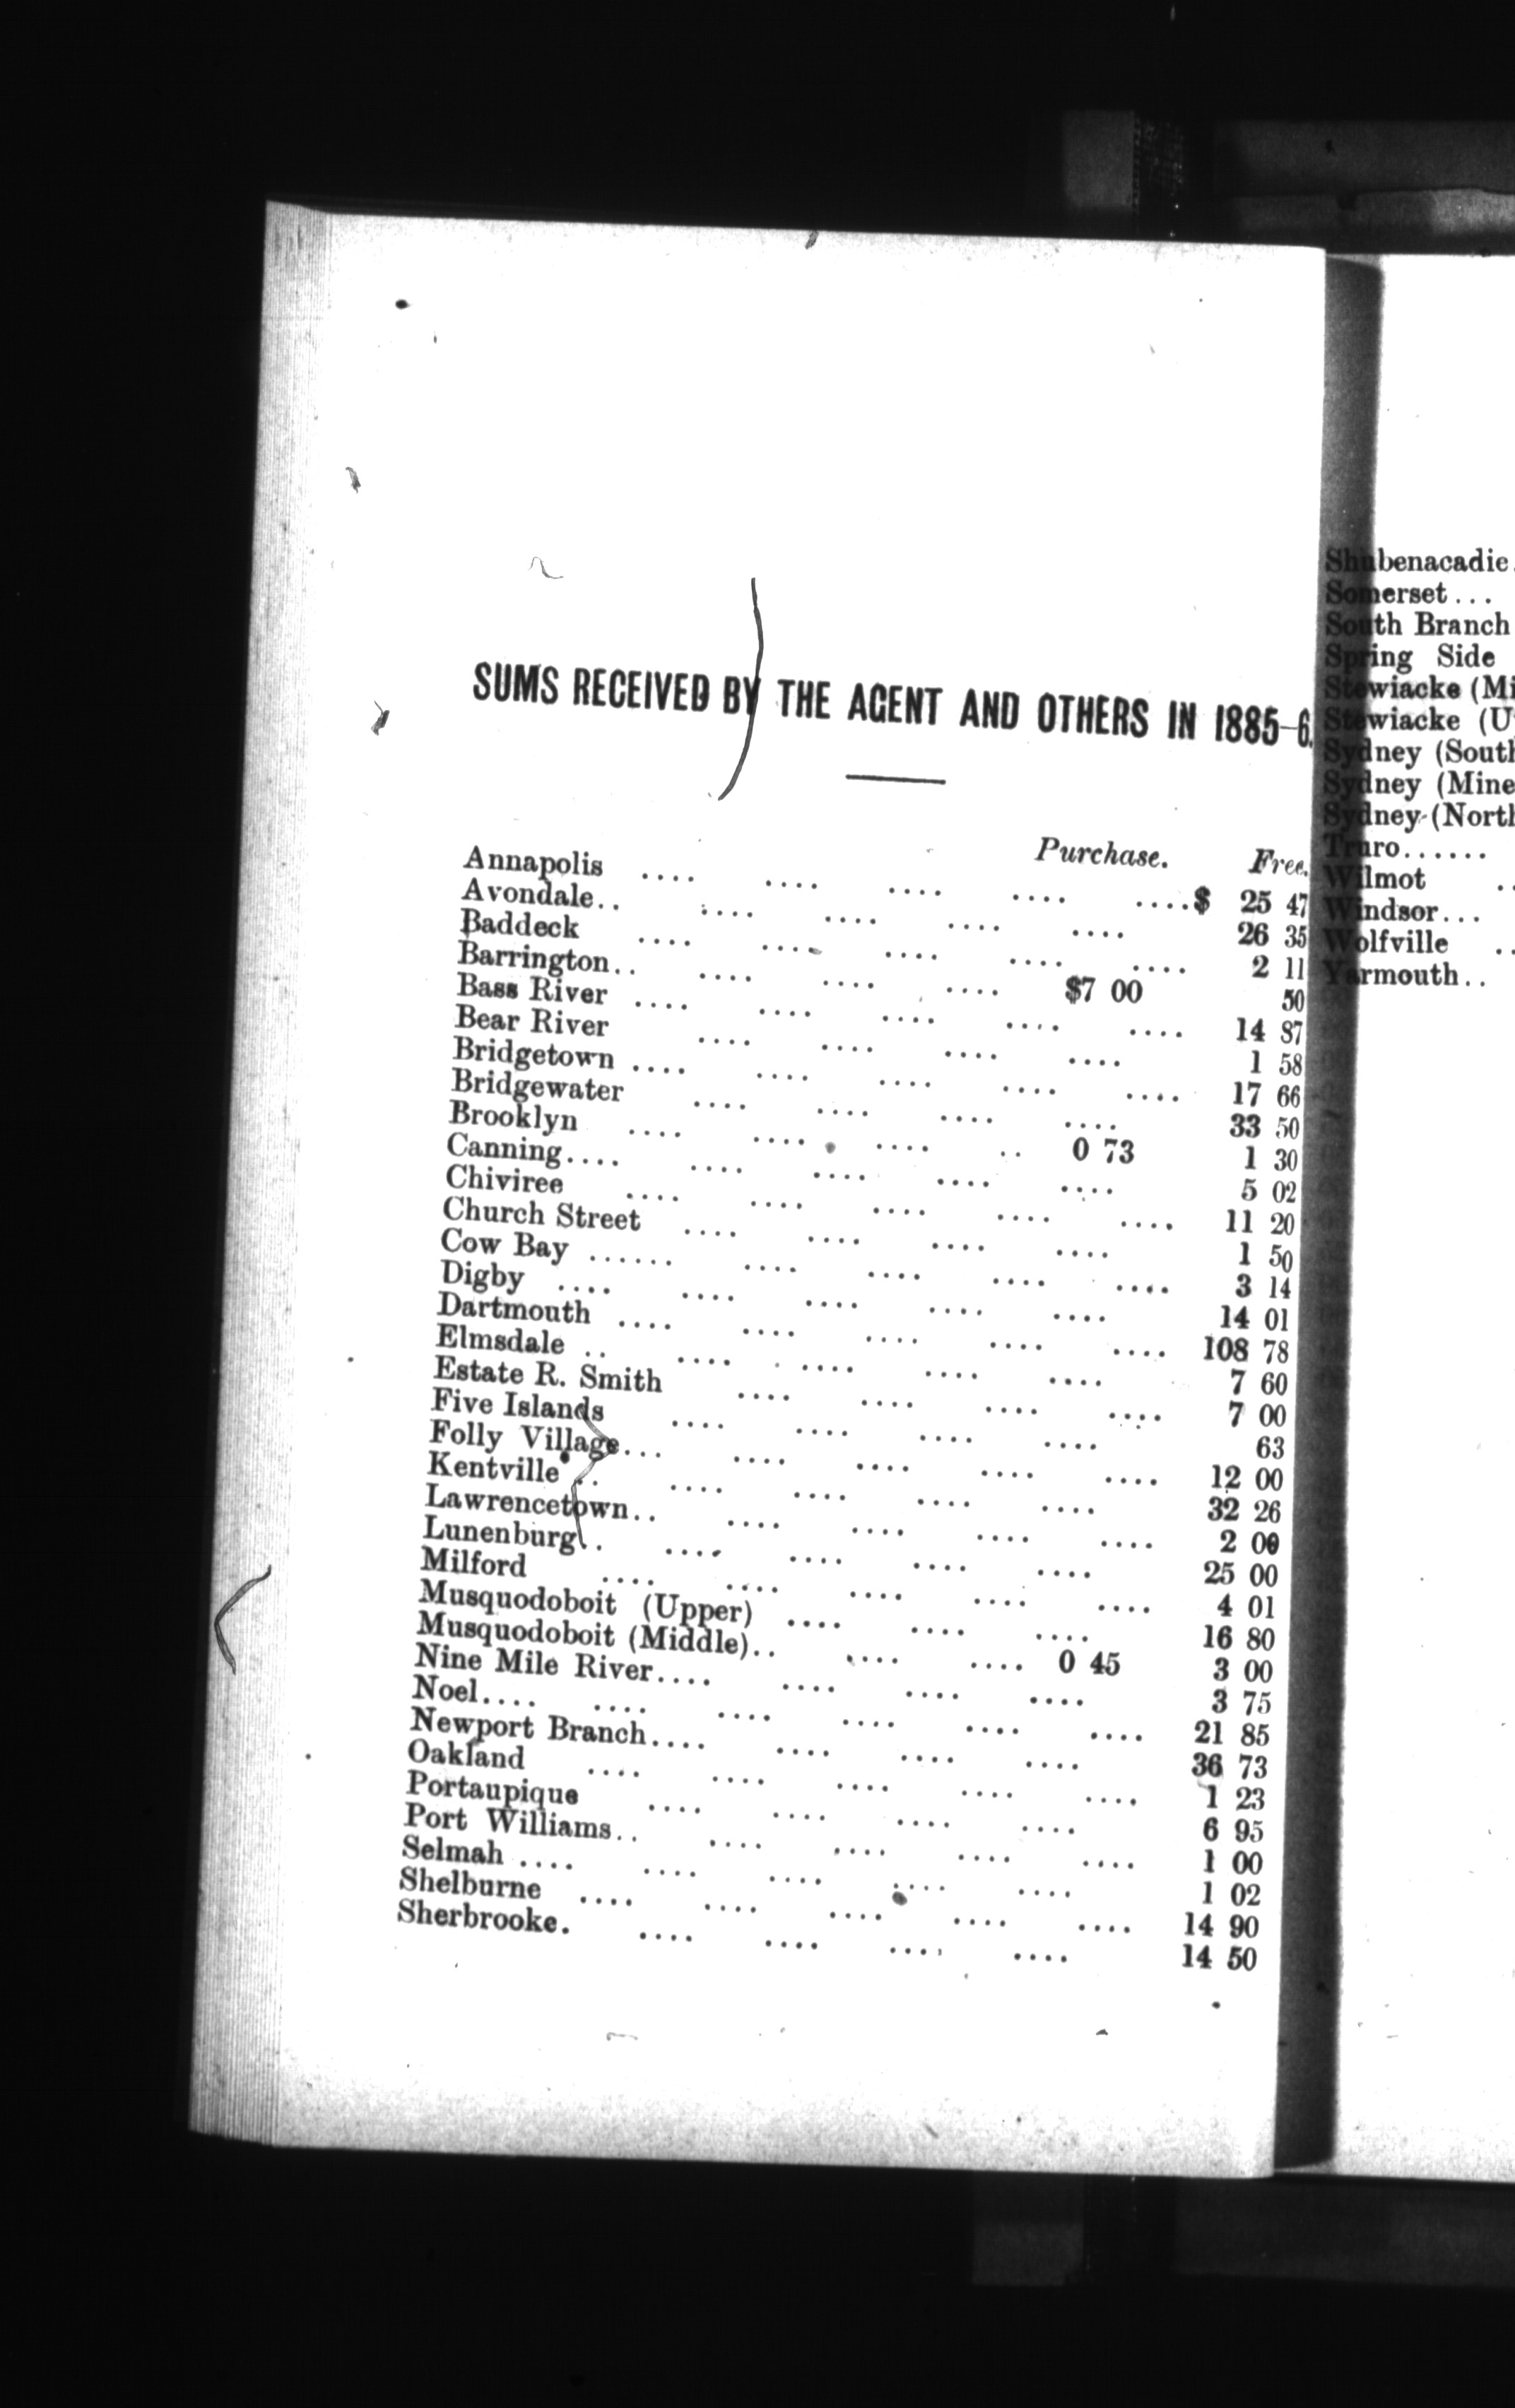 SUMS RECEIVED BY THE AGENT AND OTHERS IN 1885-6.
Purchase. Free.
Annapolis .... .... .... .... ....$ 25 47
Avondale.. .... .... .... .... 26 35
Baddeck .... .... .... .... .... 2 11
Barrington.. .... .... .... $7 00 50
Bass River .... .... .... .... .... 14 87
Bear River .... .... .... .... 1 58
Bridgetown .... .... .... .... .... 17 66
Bridgewater .... .... .... .... 33 50
Brooklyn .... .... .... .. 0 73 1 30
Canning.... .... .... .... .... 5 02
Chiviree .... .... .... .... .... 11 20
Church Street .... .... .... .... 1 50
Cow Bay ...... .... .... .... .... 3 14
Digby .... .... .... .... .... 14 01
Dartmouth .... .... .... .... .... 108 78
Elmsdale .. .... .... .... .... 7 60
Estate R. Smith .... .... .... .... 7 00
Five Islands .... .... .... .... 63
Folly Village... .... .... .... .... 12 00
Kentville .. .... .... .... .... 32 26
Lawrencetown.. .... .... .... .... 2 00
Lunenburg.. .... .... .... .... 25 00
Milford .... .... .... .... .... 4 01
Musquodoboit (Upper) .... .... .... 16 80
Musquodoboit (Middle).. .... .... 0 45 3 00
Nine Mile River.... .... .... .... 3 75
Noel.... .... .... .... .... .... 21 85
Newport Branch.... .... .... .... 36 73
Oakland .... .... .... .... .... 1 23
Portaupique .... .... .... .... 6 95
Port Williams.. .... .... .... .... 1 00
Selmah .... .... .... .... .... 1 02
Shelburne .... .... .... .... .... 14 90
Sherbrooke. .... .... .... .... 14 50
Shubenacadie.
Somerset...
South Branch
Spring Side
Stewiacke (Mi
Stewiacke (U
Sydney (South
Sydney (Mine
Sydney (North
Truro......
Wilmot ..
Windsor...
Wolfville ..
Yarmouth..